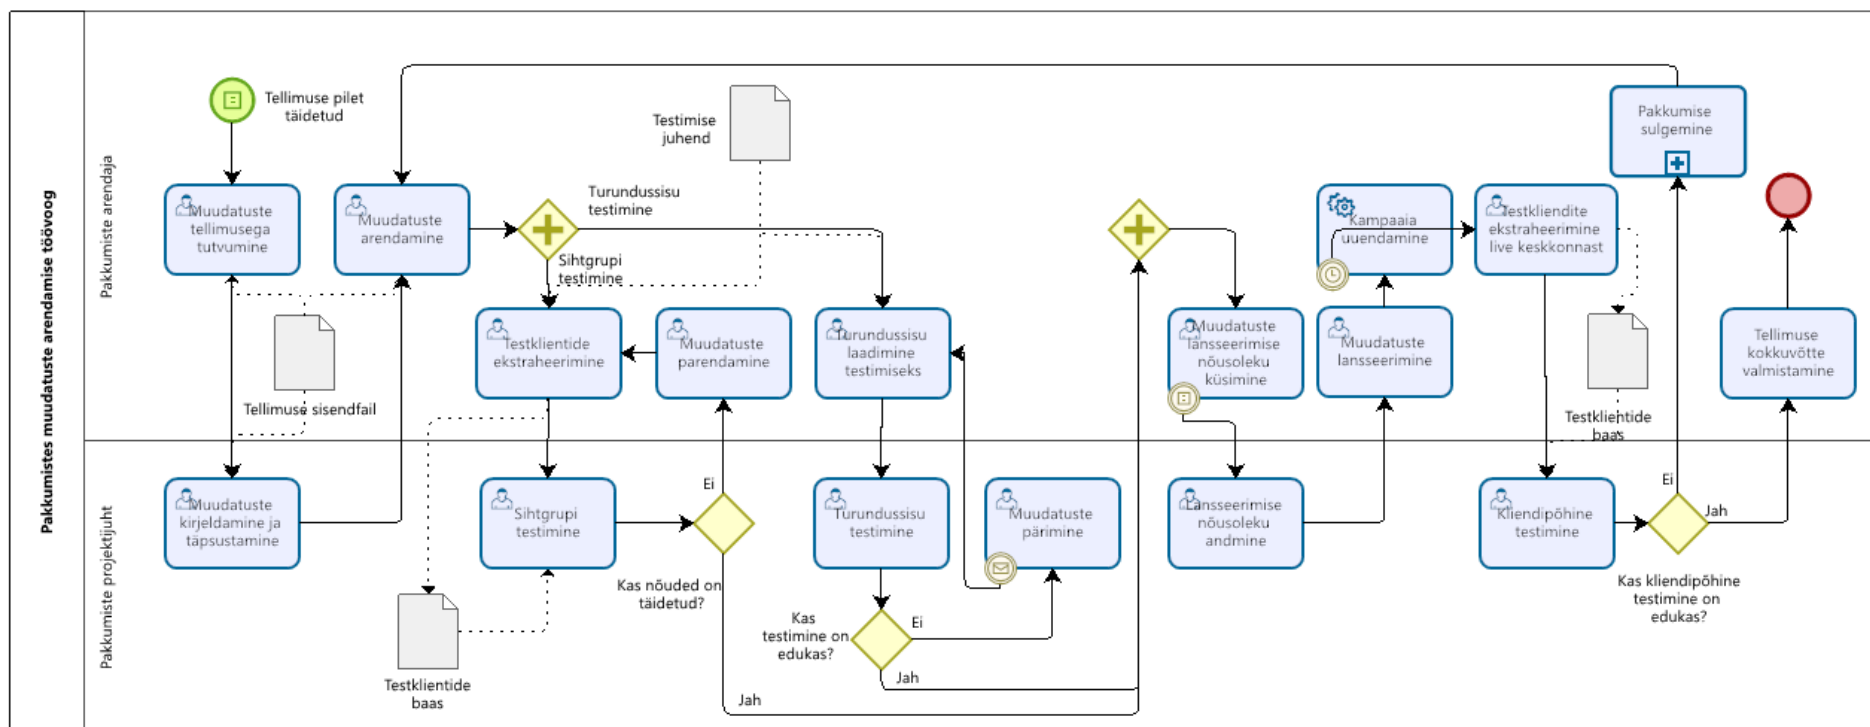 Pakkumistes muudatuste arendamise töövoog
Pakkumiste arendaja
Tellimuse pilet
täidetud
Muudatuste
tellimusega
tutvumine
Muudatuste
arendamine
Turundussisu
testimine
Sihtgrupi
testimine
Testimise
juhend
Tellimuse sisendfail
Testklientide
ekstraheerimine
Muudatuste
parendamine
Turundussisu
laadimine
testimiseks
Muudatuste
lansseerimise
nõusoleku
küsimine
Kampaaia
uuendamine
Muudatuste
lansseerimine
Testkliendite
ekstraheerimine
live keskkonnast
Testklientide
baas
Pakkumise
sulgemine
Tellimuse
kokkuvõtte
valmistamine
Pakkumiste projektijuht
Muudatuste
kirjeldamine ja
täpsustamine
Testklientide
baas
Sihtgrupi
testimine
Ei
Kas nõuded on
täidetud?
Jah
Turundussisu
testimine
Kas
testimine on
edukas?
Ei
Jah
Muudatuste
pärimine
Lansseerimise
nõusoleku
andmine
Kliendipõhine
testimine
Ei
Jah
Kas kliendipõhine
testimine on
edukas?